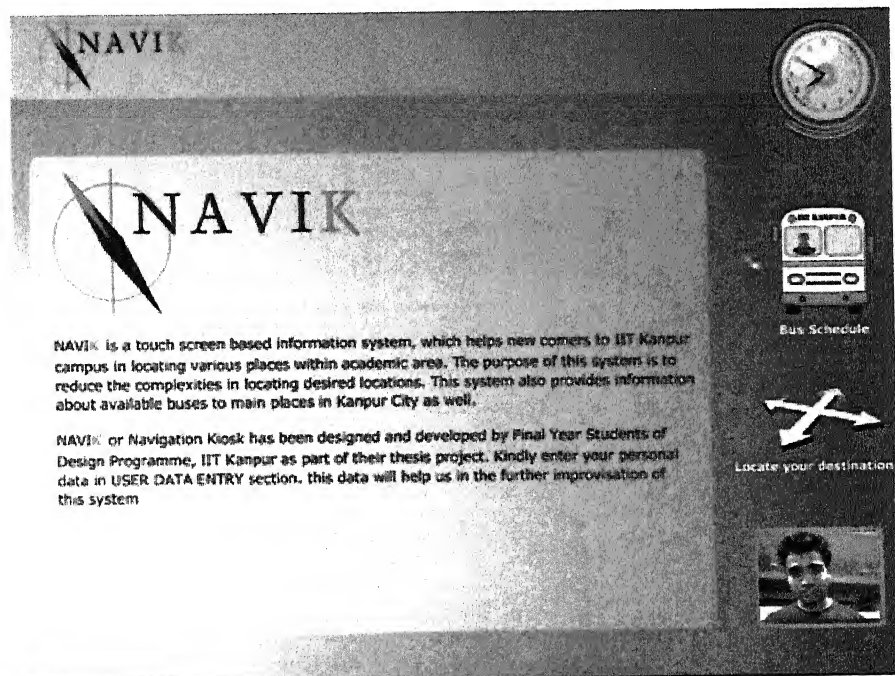 NAVIK
NAVIK
IIT KANPUR
NAVIK is a touch screen based information system, which helps new comers to IIT Kanpur
campus in locating various places within academic area. The purpose of this system is to
reduce the complexities in locating desired locations. This system also provides information
about available buses to main places in Kanpur City as well.
NAVIK or Navigation Kiosk has been designed and developed by Final Year Students of
Design Programme, IIT Kanpur as part of their thesis project. Kindly enter your personal
data in USER DATA ENTRY section. this data will help us in the further improvisation of
this system
Bus Schedule
Locate your destination